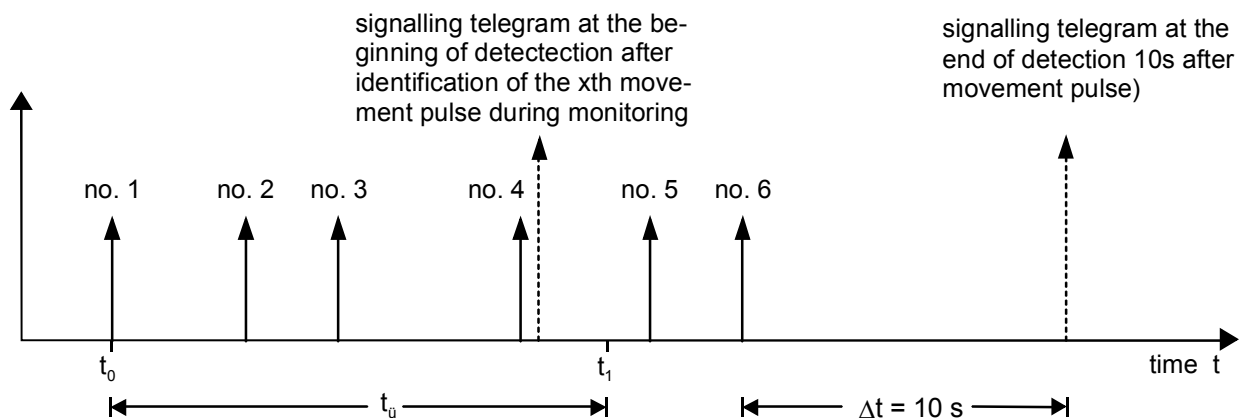 signalling telegram at the be-
ginning of detectection after
identification of the xth move-
ment pulse during monitoring
signalling telegram at the
end of detection 10s after
movement pulse)
no. 1
no. 2
no. 3
no. 4
no. 5
no. 6
t₀
t₁
time t
tü
Δt = 10 s